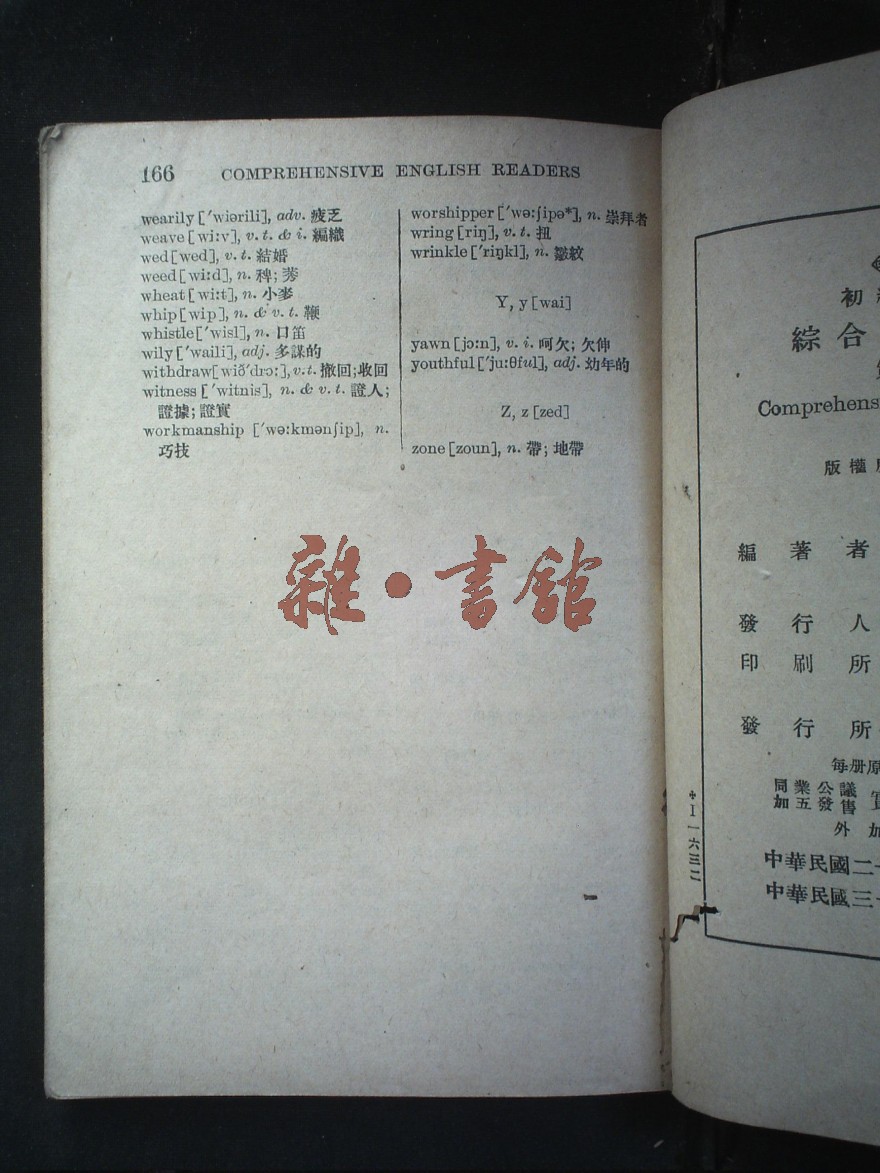 166 COMPREHENSIVE ENGLISH READERS
wearily ['wiərili], adv. 疲乏
weave [wi:v], v. t. & i. 編織
wed [wed], v. t. 結婚
weed [wi:d], n. 稗; 莠
wheat [wi:t], n. 小麥
whip [wip], n. & v. t. 鞭
whistle ['wisl], n. 口笛
wily ['waili], adj. 多謀的
withdraw [wið'drɔ:], v.t. 撤回; 收回
witness ['witnis], n. & v. t. 證人;
證據; 證實
workmanship ['wə:kmənʃip], n.
巧技
worshipper ['wə:ʃipə*], n. 崇拜者
wring [riŋ], v. t. 扭
wrinkle ['riŋkl], n. 皺紋
Y, y [wai]
yawn [jɔ:n], v. i. 呵欠; 欠伸
youthful ['ju:θful], adj. 幼年的
Z, z [zed]
zone [zoun], n. 帶; 地帶
雜·書館
初
綜合
Comprehens
版權
編著者
發行人
印刷所
發行所
每册原
同業公議
加五發售
外加
中華民國二
中華民國三
I一六三二